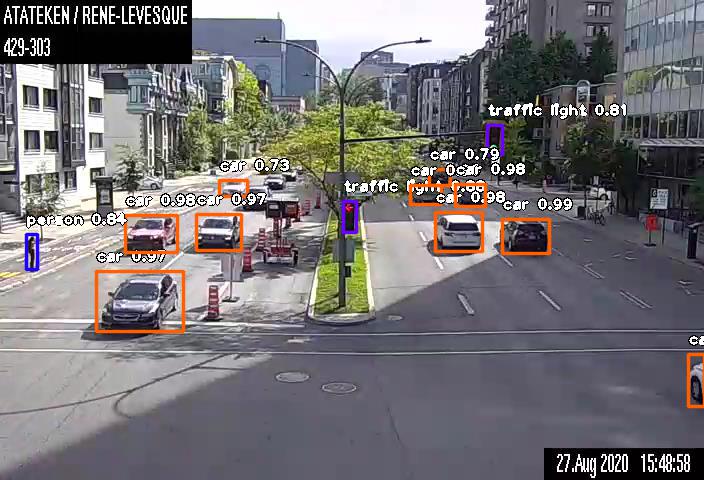 ATATEKEN / RENE-LEVESQUE
429-303
traffic light 0.81
car 0.79
car 0.98
car 0.73
traffic light
car 0.98
car 0.98
car 0.97
car 0.99
person 0.84
car 0.97
27.Aug 2020 15:48:58